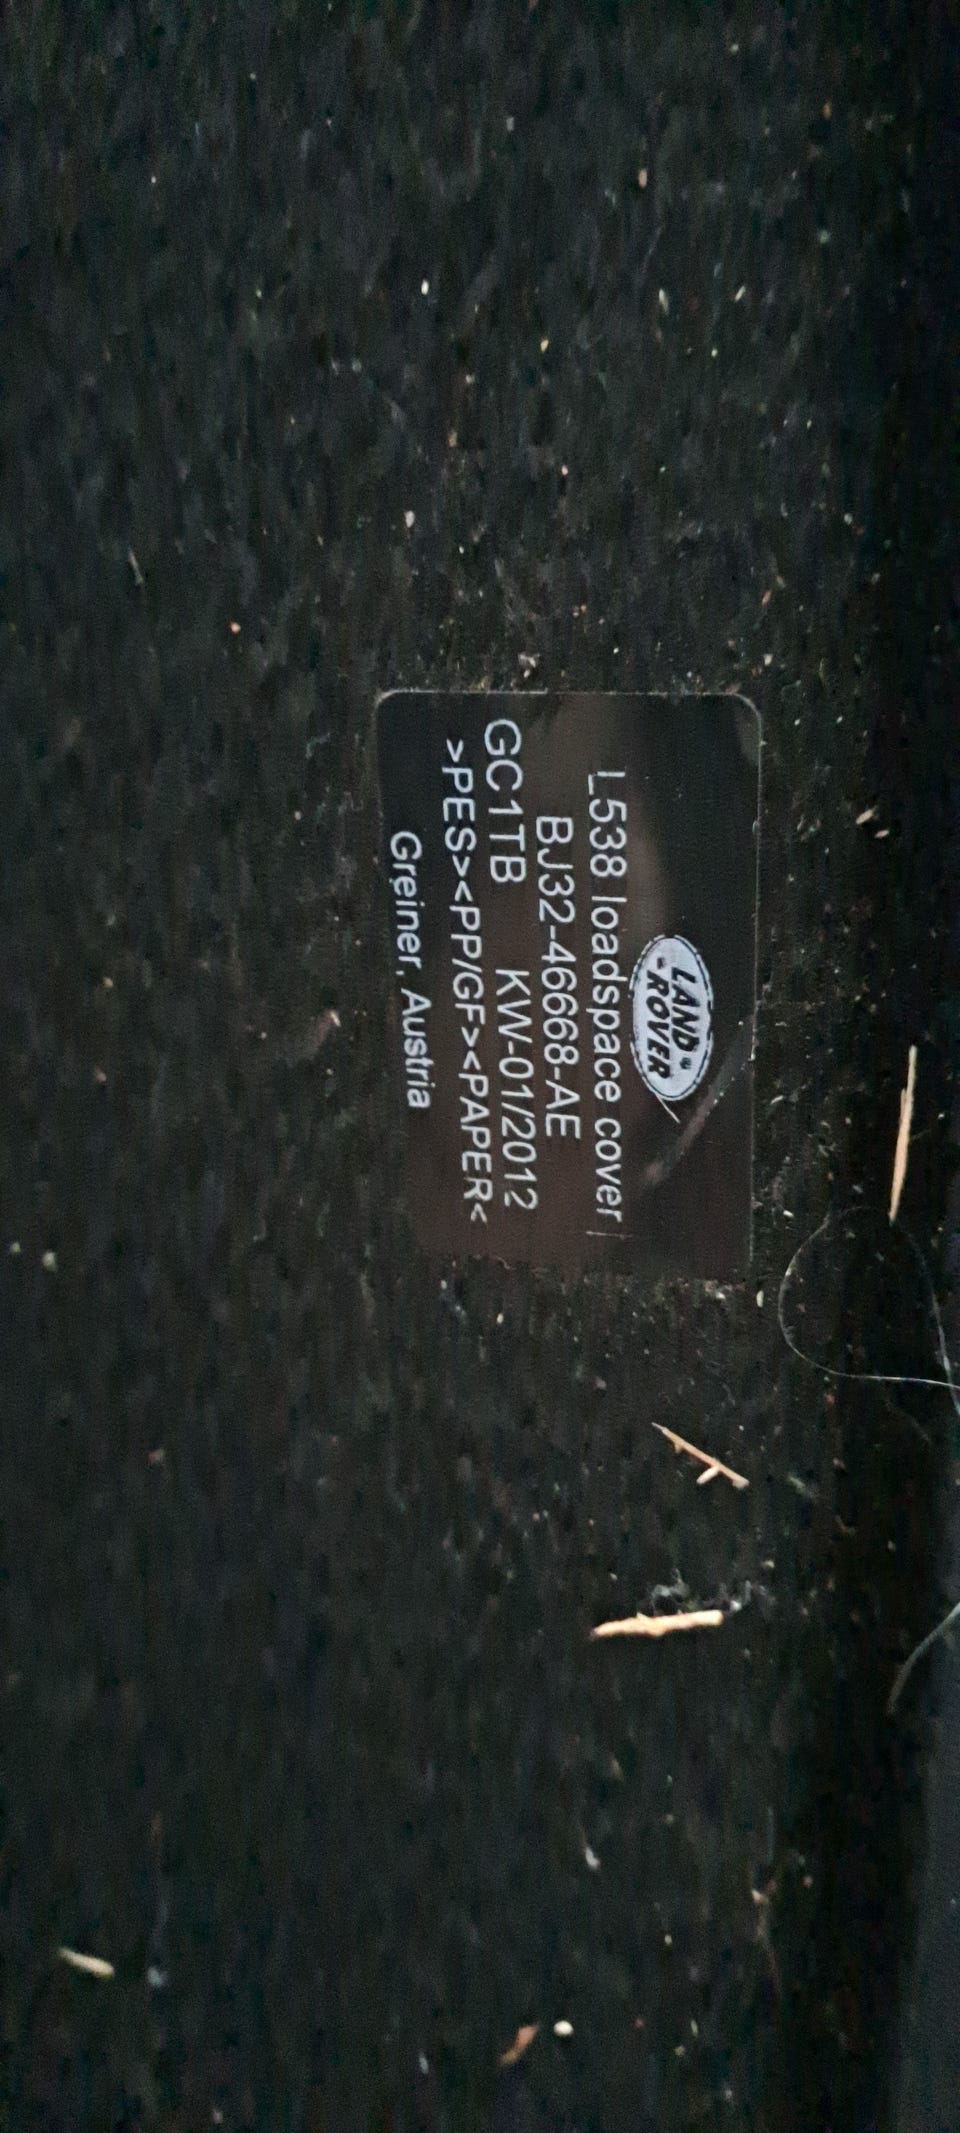 LAND
-ROVER
L538 loadspace cover
BJ32-46668-AE
GC1TB KW-01/2012
>PES><PP/GF><PAPER<
Greiner, Austria